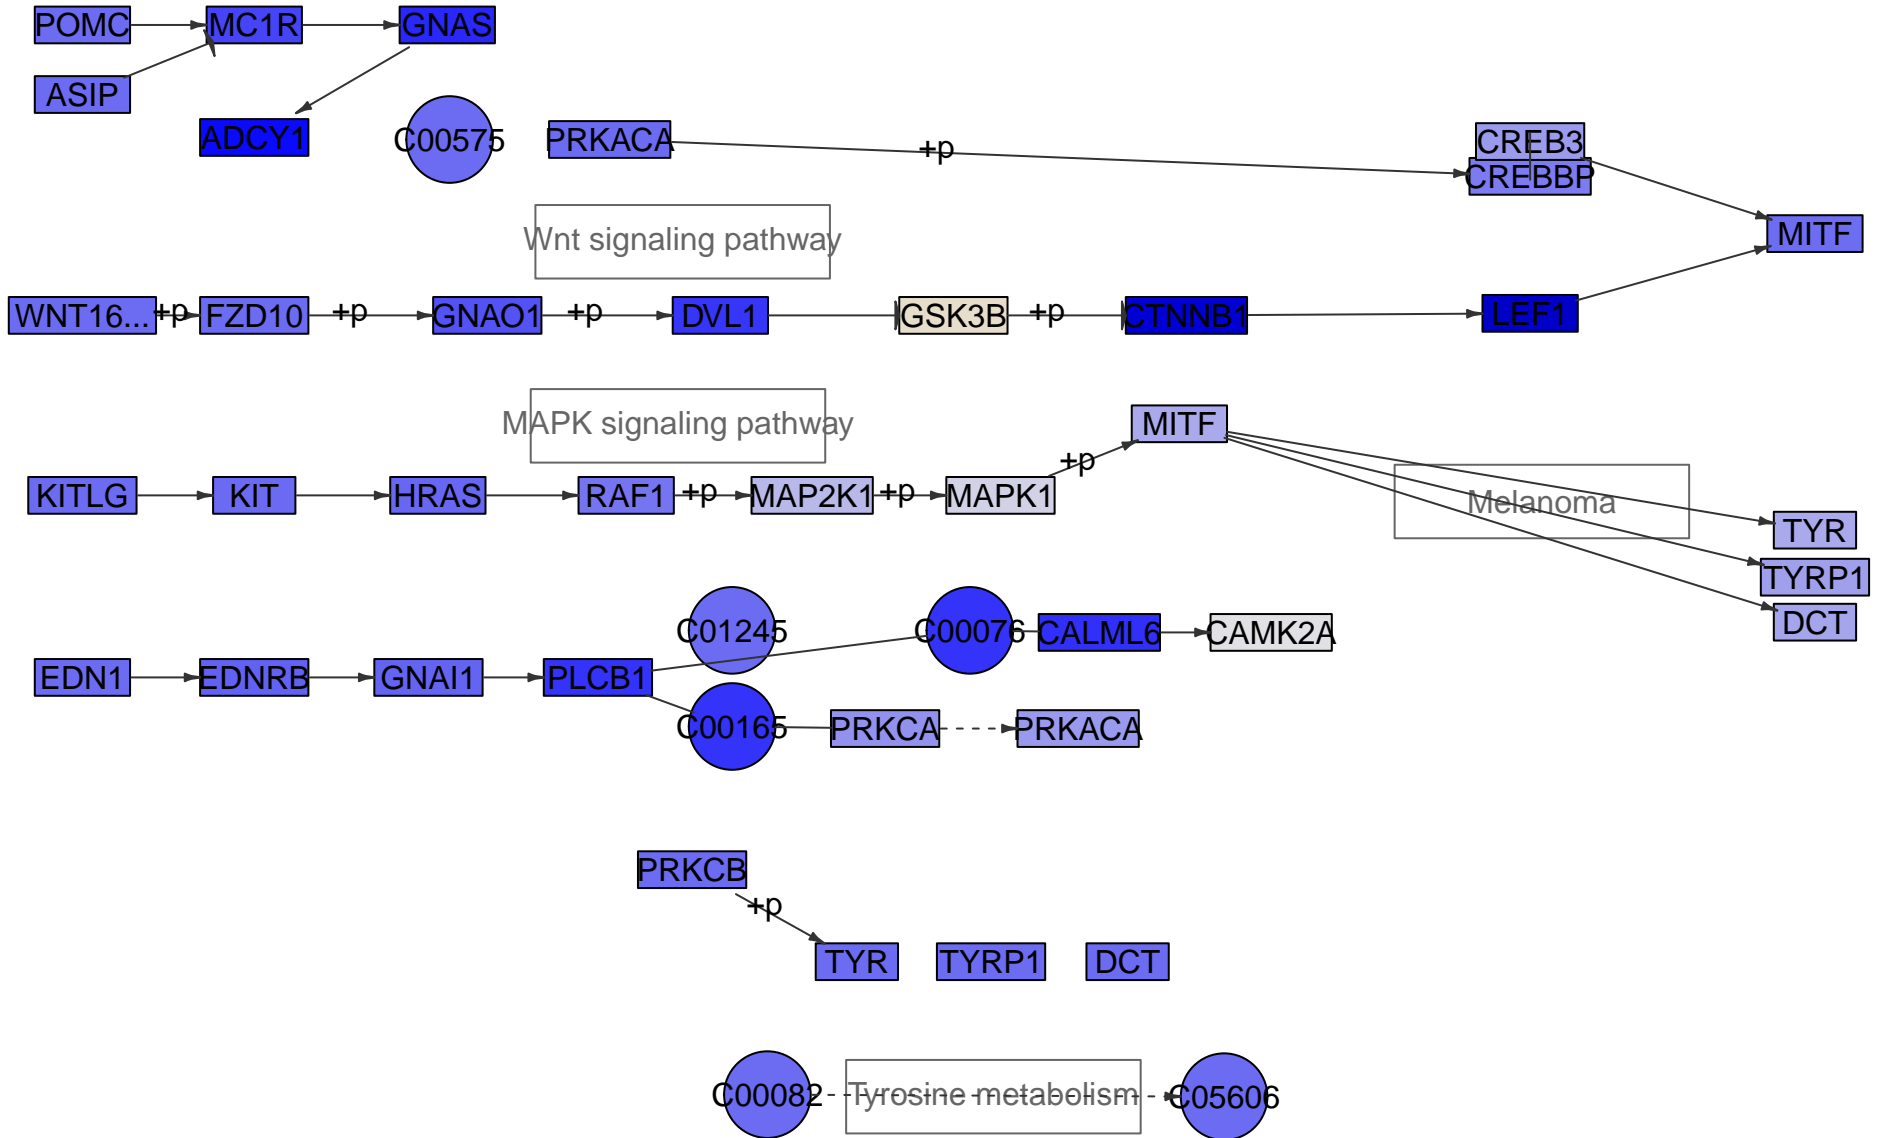 POMC MC1R GNAS
ASIP
ADCY1 C00575 PRKACA +p CREB3
CREBBP
Wnt signaling pathway MITF
WNT16... +p FZD10 +p GNAO1 +p DVL1 GSK3B +p CTNNB1 LEF1
MAPK signaling pathway MITF
+p
KITLG KIT HRAS RAF1 +p MAP2K1 +p MAPK1 Melanoma
TYR
TYRP1
C01245 C00076 CALML6 CAMK2A DCT
EDN1 EDNRB GNAI1 PLCB1
C00165 PRKCA PRKACA
PRKCB
+p
TYR TYRP1 DCT
C00082 Tyrosine metabolism C05606